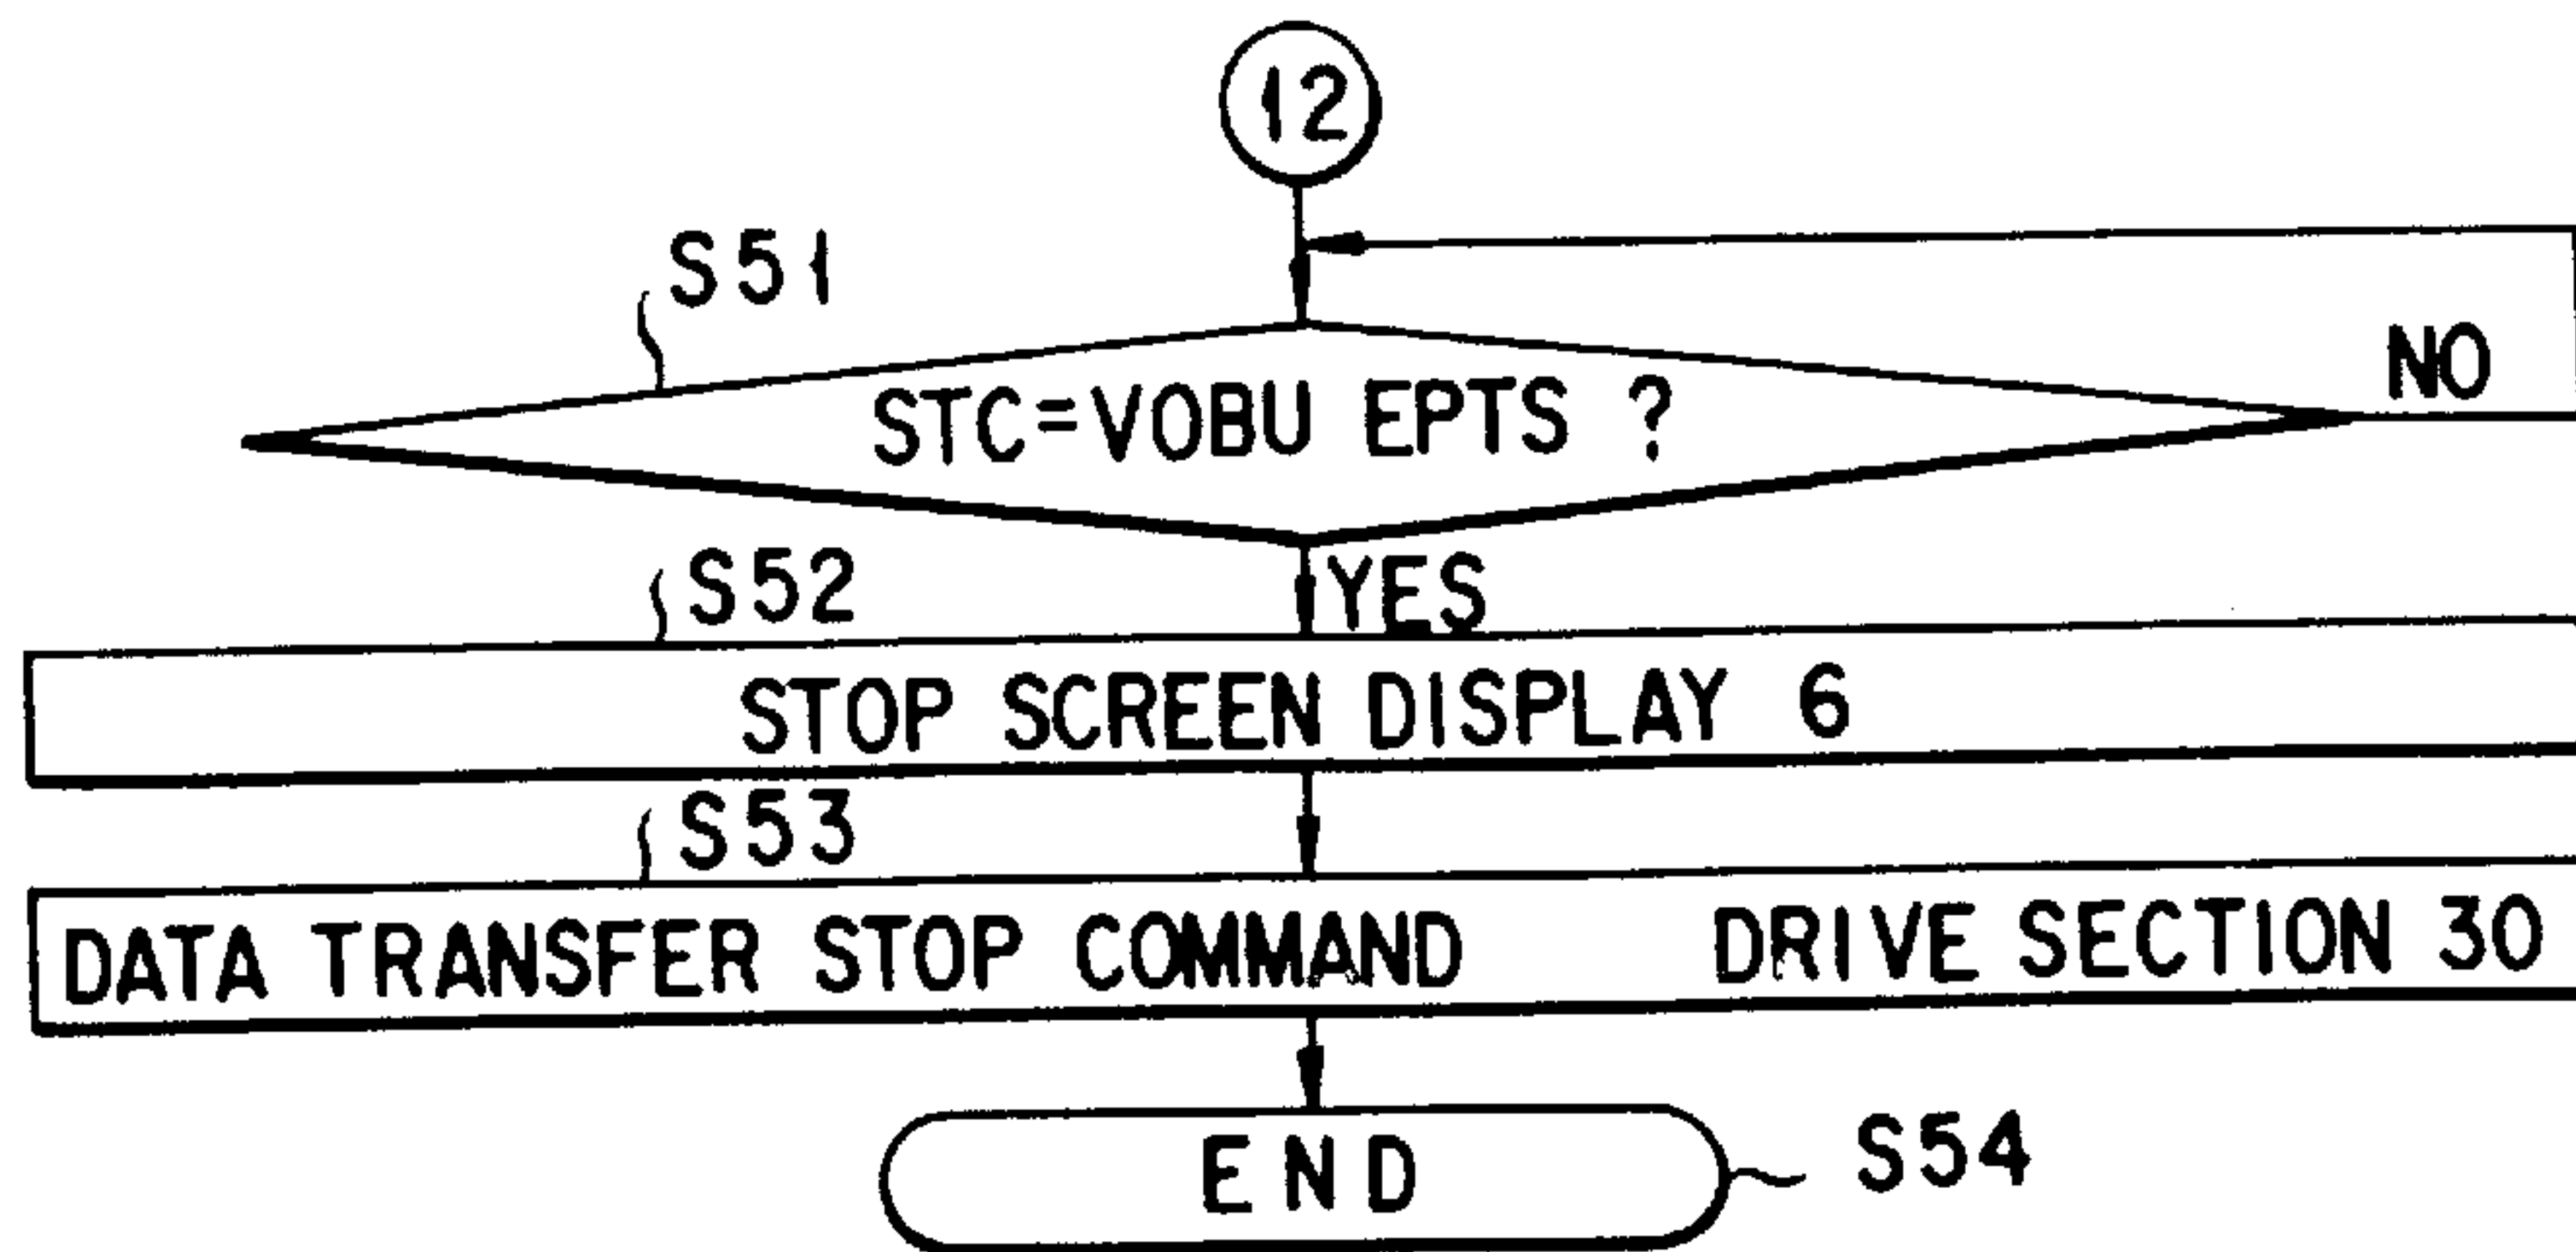 12
S51
NO
STC=VOBU EPTS ?
S52
YES
STOP SCREEN DISPLAY 6
S53
DATA TRANSFER STOP COMMAND DRIVE SECTION 30
END
S54